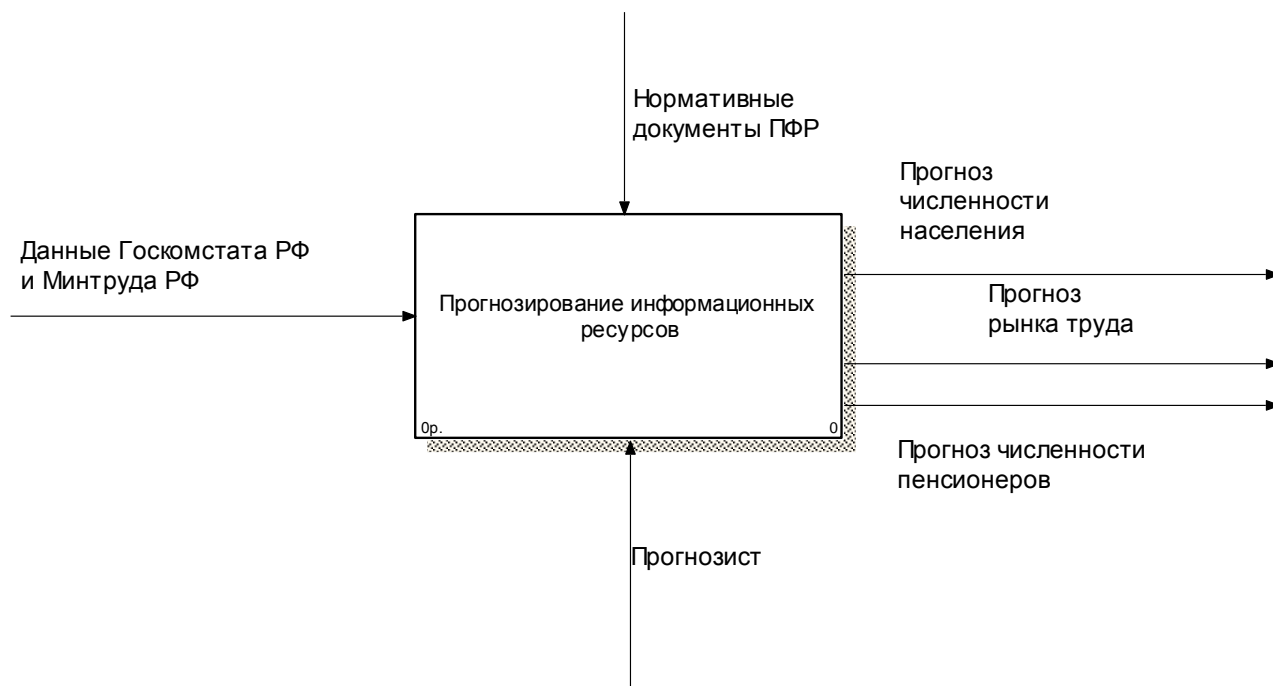 Нормативные
документы ПФР
Прогноз
численности
населения
Данные Госкомстата РФ
и Минтруда РФ
Прогнозирование информационных
ресурсов
Прогноз
рынка труда
0р.
0
Прогноз численности
пенсионеров
Прогнозист